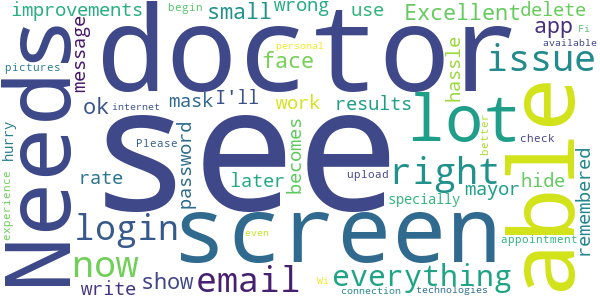 improvements
begin
small
wrong
use
Excellent
delete
Needs
message
doctor
app
Fi
available
pictures
face
hassle
issue
personal
see
ok
internet
mask
I'll
work
results
lot
able
hurry
Please
password
becomes
better
check
rate
later
upload
right
mayor
hide
remembered
experience
login
screen
specially
even
appointment
now
write
show
email
Wi
everything
connection
technologies